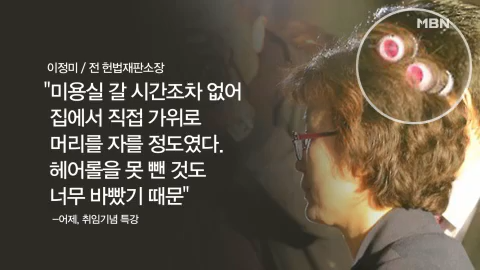 MBN
이정미 / 전 헌법재판소장
"미용실 갈 시간조차 없어
집에서 직접 가위로
머리를 자를 정도였다.
헤어롤을 못 뺀 것도
너무 바빴기 때문"
-어제, 취임기념 특강